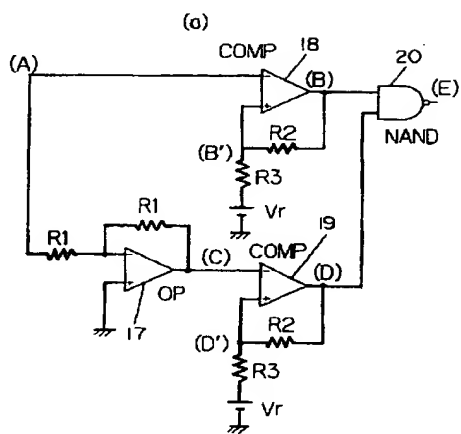 (a)
COMP 18
20
(A)
(B)
(E)
R2
NAND
(B')
R3
R1
Vr
R1
COMP 19
(C)
(D)
OP
17
R2
(D')
R3
Vr